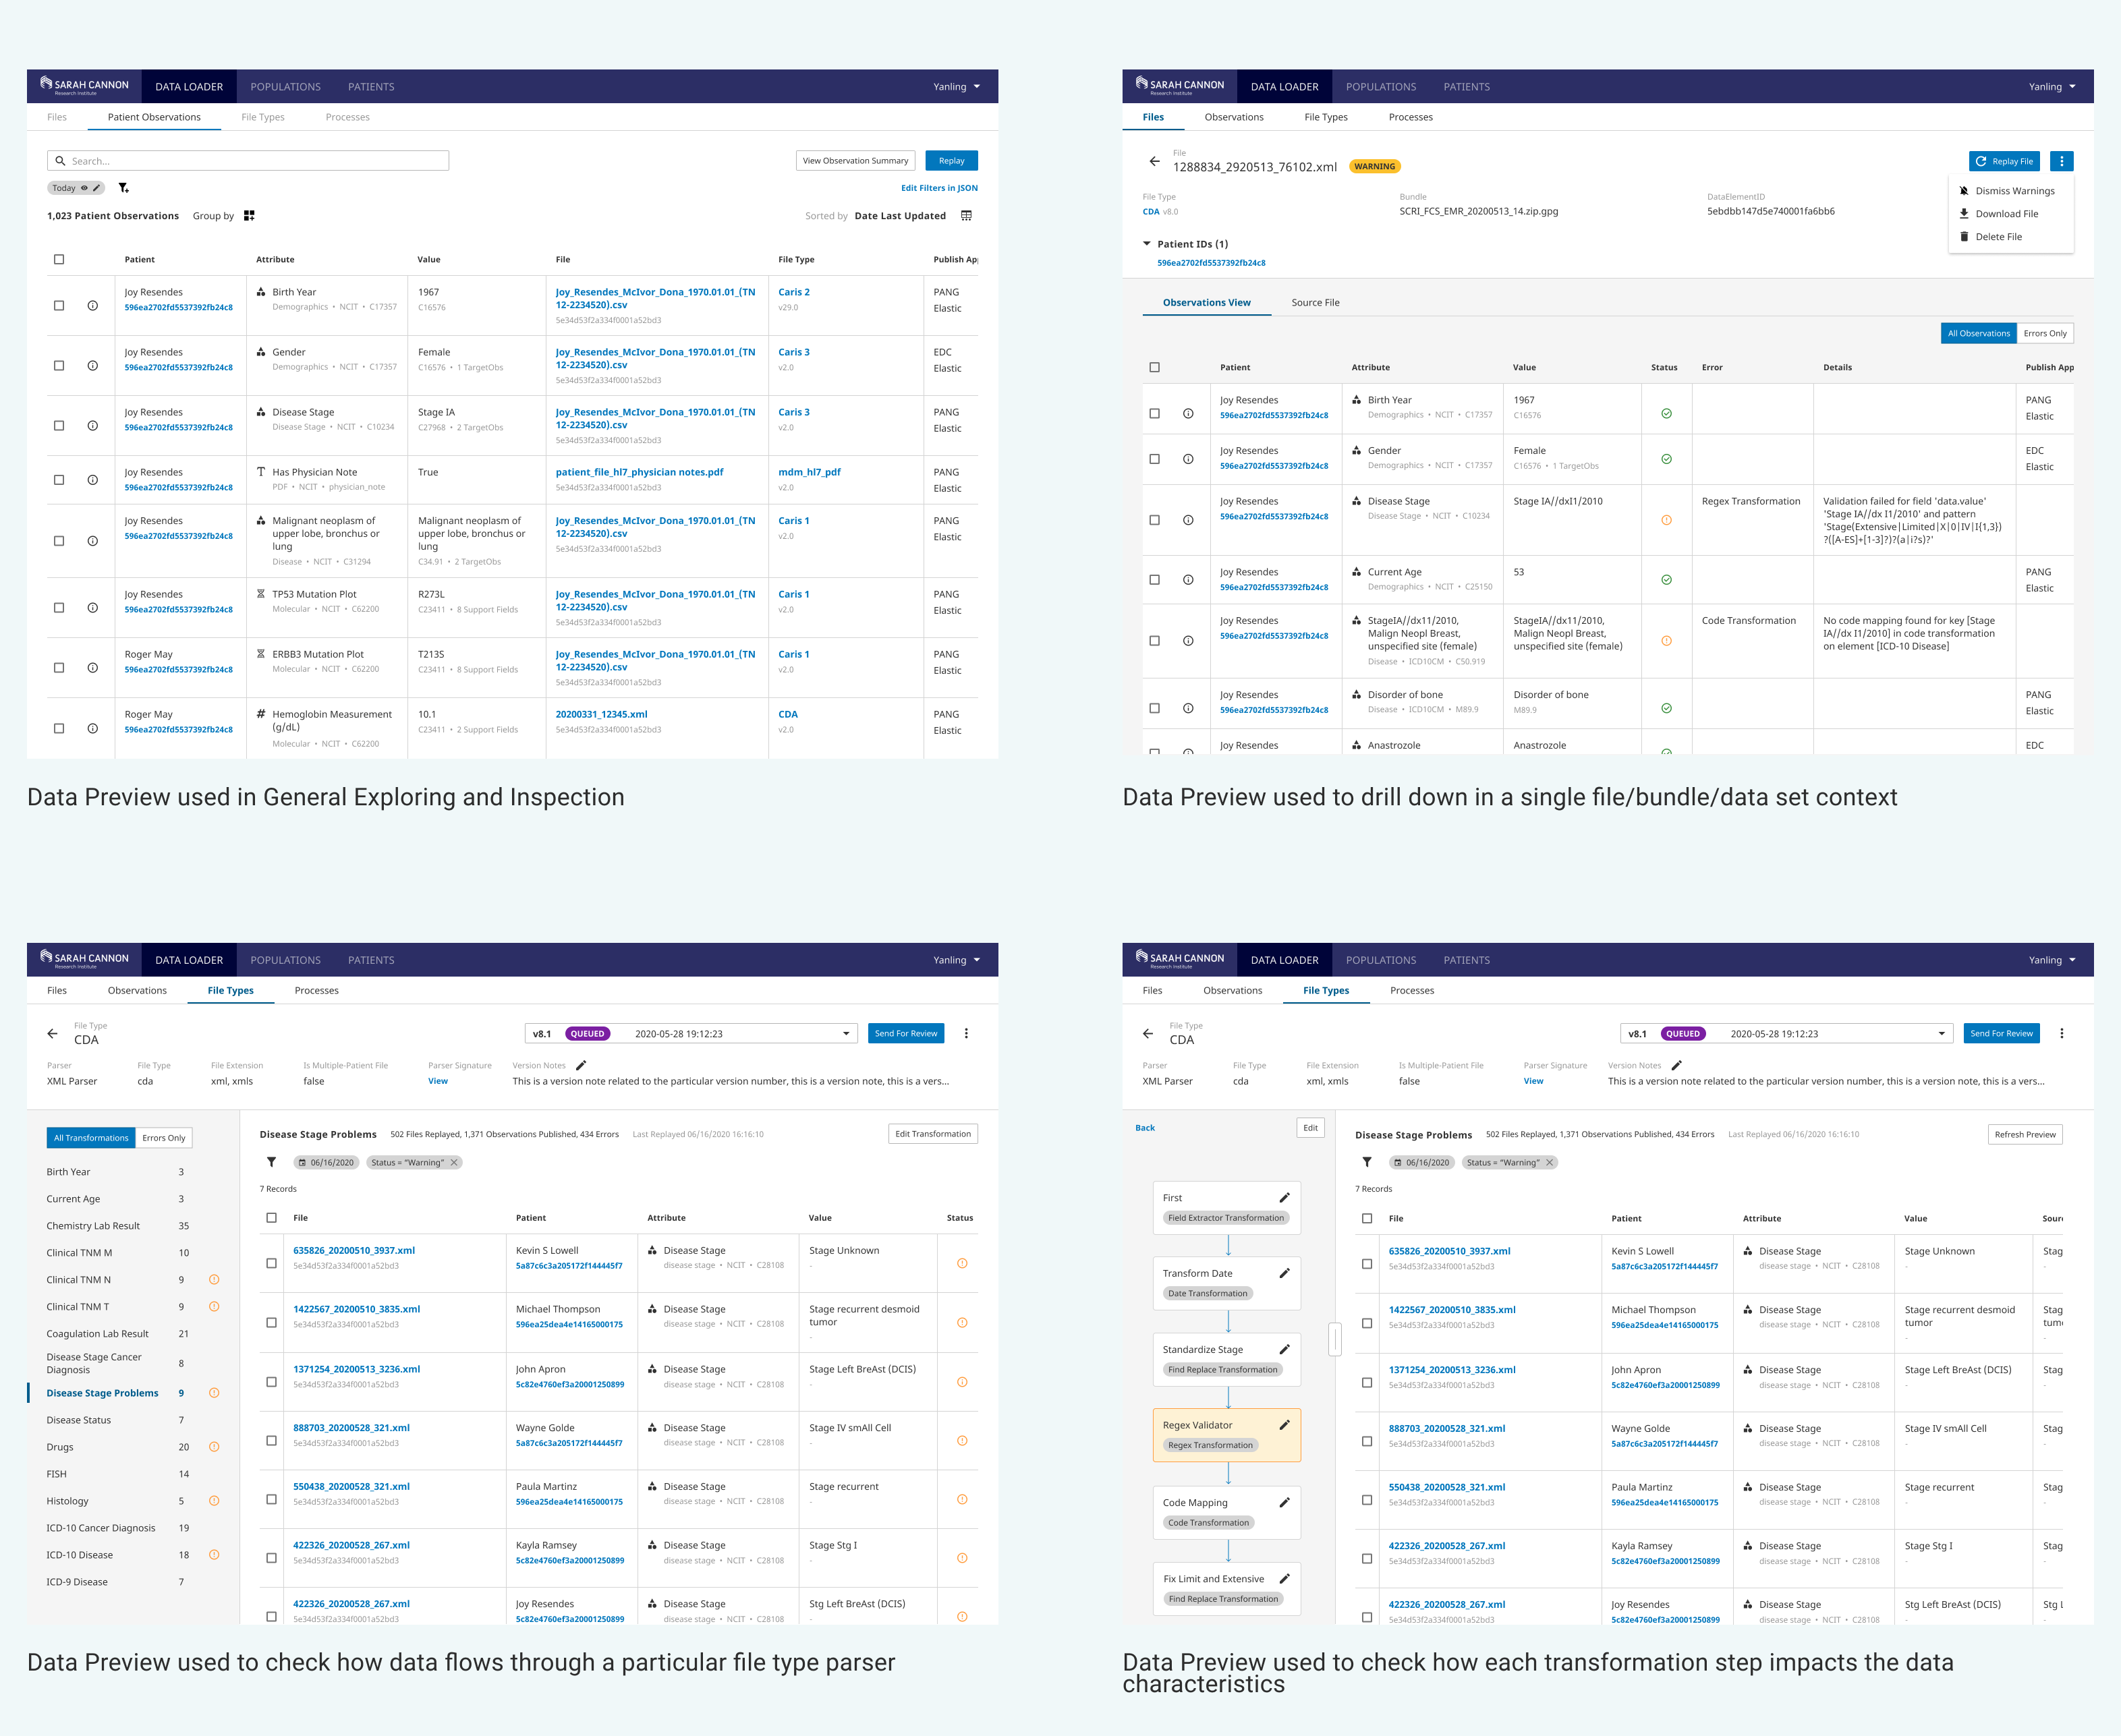 SARAH CANNON
Research Institute
DATA LOADER
POPULATIONS
PATIENTS
Yanling
Files
Patient Observations
File Types
Processes
Search...
View Observation Summary
Replay
Today
Edit Filters in JSON
1,023 Patient Observations
Group by
Sorted by
Date Last Updated
Patient
Attribute
Value
File
File Type
Publish Ap
Joy Resendes
596ea2702fd5537392fb24c8
Birth Year
Demographics • NCIT • C17357
1967
C16576
Joy_Resendes_McIvor_Dona_1970.01.01_(TN
12-2234520).csv
5e34d53f2a334f0001a52bd3
Caris 2
v29.0
PANG
Elastic
Joy Resendes
596ea2702fd5537392fb24c8
Gender
Demographics • NCIT • C17357
Female
C16576 • 1 TargetObs
Joy_Resendes_McIvor_Dona_1970.01.01_(TN
12-2234520).csv
5e34d53f2a334f0001a52bd3
Caris 3
v2.0
EDC
Elastic
Joy Resendes
596ea2702fd5537392fb24c8
Disease Stage
Disease Stage • NCIT • C10234
Stage IA
C27968 • 2 TargetObs
Joy_Resendes_McIvor_Dona_1970.01.01_(TN
12-2234520).csv
5e34d53f2a334f0001a52bd3
Caris 3
v2.0
PANG
Elastic
Joy Resendes
596ea2702fd5537392fb24c8
Has Physician Note
PDF • NCIT • physician_note
True
patient_file_hl7_physician notes.pdf
5e34d53f2a334f0001a52bd3
mdm_hl7_pdf
v2.0
PANG
Elastic
Joy Resendes
596ea2702fd5537392fb24c8
Malignant neoplasm of
upper lobe, bronchus or
lung
Disease • NCIT • C31294
Malignant neoplasm of
upper lobe, bronchus or
lung
C34.91 • 2 TargetObs
Joy_Resendes_McIvor_Dona_1970.01.01_(TN
12-2234520).csv
5e34d53f2a334f0001a52bd3
Caris 1
v2.0
PANG
Elastic
Joy Resendes
596ea2702fd5537392fb24c8
TP53 Mutation Plot
Molecular • NCIT • C62200
R273L
C23411 • 8 Support Fields
Joy_Resendes_McIvor_Dona_1970.01.01_(TN
12-2234520).csv
5e34d53f2a334f0001a52bd3
Caris 1
v2.0
PANG
Elastic
Roger May
596ea2702fd5537392fb24c8
ERBB3 Mutation Plot
Molecular • NCIT • C62200
T213S
C23411 • 8 Support Fields
Joy_Resendes_McIvor_Dona_1970.01.01_(TN
12-2234520).csv
5e34d53f2a334f0001a52bd3
Caris 1
v2.0
PANG
Elastic
Roger May
596ea2702fd5537392fb24c8
Hemoglobin Measurement
(g/dL)
Molecular • NCIT • C62200
10.1
C23411 • 2 Support Fields
20200331_12345.xml
5e34d53f2a334f0001a52bd3
CDA
v2.0
PANG
Elastic
Data Preview used in General Exploring and Inspection
SARAH CANNON
Research Institute
DATA LOADER
POPULATIONS
PATIENTS
Yanling
Files
Observations
File Types
Processes
File
1288834_2920513_76102.xml
WARNING
Replay File
Dismiss Warnings
Download File
Delete File
File Type
CDA v8.0
Bundle
SCRI_FCS_EMR_20200513_14.zip.gpg
DataElementID
5ebdbb147d5e740001fa6bb6
Patient IDs (1)
596ea2702fd5537392fb24c8
Observations View
Source File
All Observations
Errors Only
Patient
Attribute
Value
Status
Error
Details
Publish App
Joy Resendes
596ea2702fd5537392fb24c8
Birth Year
Demographics • NCIT • C17357
1967
C16576
PANG
Elastic
Joy Resendes
596ea2702fd5537392fb24c8
Gender
Demographics • NCIT • C17357
Female
C16576 • 1 TargetObs
EDC
Elastic
Joy Resendes
596ea2702fd5537392fb24c8
Disease Stage
Disease Stage • NCIT • C10234
Stage IA//dxI1/2010
Regex Transformation
Validation failed for field 'data.value'
'Stage IA//dx I1/2010' and pattern
'Stage(Extensive|Limited|X|0|IV|I{1,3})
?([A-ES]+[1-3]?)?(a|i?s)?'
Joy Resendes
596ea2702fd5537392fb24c8
Current Age
Demographics • NCIT • C25150
53
PANG
Elastic
Joy Resendes
596ea2702fd5537392fb24c8
StageIA//dx11/2010,
Malign Neopl Breast,
unspecified site (female)
Disease • ICD10CM • C50.919
StageIA//dx11/2010,
Malign Neopl Breast,
unspecified site (female)
Code Transformation
No code mapping found for key [Stage
IA//dx I1/2010] in code transformation
on element [ICD-10 Disease]
Joy Resendes
596ea2702fd5537392fb24c8
Disorder of bone
Disease • ICD10CM • M89.9
Disorder of bone
M89.9
PANG
Elastic
Joy Resendes
Anastrozole
Anastrozole
EDC
Data Preview used to drill down in a single file/bundle/data set context
SARAH CANNON
Research Institute
DATA LOADER
POPULATIONS
PATIENTS
Yanling
Files
Observations
File Types
Processes
File Type
CDA
v8.1
QUEUED
2020-05-28 19:12:23
Send For Review
Parser
XML Parser
File Type
cda
File Extension
xml, xmls
Is Multiple-Patient File
false
Parser Signature
View
Version Notes
This is a version note related to the particular version number, this is a version note, this is a vers...
All Transformations
Errors Only
Birth Year 3
Current Age 3
Chemistry Lab Result 35
Clinical TNM M 10
Clinical TNM N 9
Clinical TNM T 9
Coagulation Lab Result 21
Disease Stage Cancer
Diagnosis 8
Disease Stage Problems 9
Disease Status 7
Drugs 20
FISH 14
Histology 5
ICD-10 Cancer Diagnosis 19
ICD-10 Disease 18
ICD-9 Disease 7
Disease Stage Problems
502 Files Replayed, 1,371 Observations Published, 434 Errors
Last Replayed 06/16/2020 16:16:10
Edit Transformation
06/16/2020
Status = "Warning"
7 Records
File
Patient
Attribute
Value
Status
635826_20200510_3937.xml
5e34d53f2a334f0001a52bd3
Kevin S Lowell
5a87c6c3a205172f144445f7
Disease Stage
disease stage • NCIT • C28108
Stage Unknown
-
1422567_20200510_3835.xml
5e34d53f2a334f0001a52bd3
Michael Thompson
596ea25dea4e14165000175
Disease Stage
disease stage • NCIT • C28108
Stage recurrent desmoid
tumor
-
1371254_20200513_3236.xml
5e34d53f2a334f0001a52bd3
John Apron
5c82e4760ef3a20001250899
Disease Stage
disease stage • NCIT • C28108
Stage Left BreAst (DCIS)
-
888703_20200528_321.xml
5e34d53f2a334f0001a52bd3
Wayne Golde
5a87c6c3a205172f144445f7
Disease Stage
disease stage • NCIT • C28108
Stage IV smAll Cell
-
550438_20200528_321.xml
5e34d53f2a334f0001a52bd3
Paula Martinz
596ea25dea4e14165000175
Disease Stage
disease stage • NCIT • C28108
Stage recurrent
-
422326_20200528_267.xml
5e34d53f2a334f0001a52bd3
Kayla Ramsey
5c82e4760ef3a20001250899
Disease Stage
disease stage • NCIT • C28108
Stage Stg I
-
422326_20200528_267.xml
5e34d53f2a334f0001a52bd3
Joy Resendes
5c82e4760ef3a20001250899
Disease Stage
disease stage • NCIT • C28108
Stg Left BreAst (DCIS)
-
Data Preview used to check how data flows through a particular file type parser
SARAH CANNON
Research Institute
DATA LOADER
POPULATIONS
PATIENTS
Yanling
Files
Observations
File Types
Processes
File Type
CDA
v8.1
QUEUED
2020-05-28 19:12:23
Send For Review
Parser
XML Parser
File Type
cda
File Extension
xml, xmls
Is Multiple-Patient File
false
Parser Signature
View
Version Notes
This is a version note related to the particular version number, this is a version note, this is a vers...
Back
Edit
First
Field Extractor Transformation
Transform Date
Date Transformation
Standardize Stage
Find Replace Transformation
Regex Validator
Regex Transformation
Code Mapping
Code Transformation
Fix Limit and Extensive
Find Replace Transformation
Disease Stage Problems
502 Files Replayed, 1,371 Observations Published, 434 Errors
Last Replayed 06/16/2020 16:16:10
Refresh Preview
06/16/2020
Status = "Warning"
7 Records
File
Patient
Attribute
Value
Sour
635826_20200510_3937.xml
5e34d53f2a334f0001a52bd3
Kevin S Lowell
5a87c6c3a205172f144445f7
Disease Stage
disease stage • NCIT • C28108
Stage Unknown
-
Stag
-
1422567_20200510_3835.xml
5e34d53f2a334f0001a52bd3
Michael Thompson
596ea25dea4e14165000175
Disease Stage
disease stage • NCIT • C28108
Stage recurrent desmoid
tumor
-
Stag
tum
-
1371254_20200513_3236.xml
5e34d53f2a334f0001a52bd3
John Apron
5c82e4760ef3a20001250899
Disease Stage
disease stage • NCIT • C28108
Stage Left BreAst (DCIS)
-
Stag
-
888703_20200528_321.xml
5e34d53f2a334f0001a52bd3
Wayne Golde
5a87c6c3a205172f144445f7
Disease Stage
disease stage • NCIT • C28108
Stage IV smAll Cell
-
Stag
-
550438_20200528_321.xml
5e34d53f2a334f0001a52bd3
Paula Martinz
596ea25dea4e14165000175
Disease Stage
disease stage • NCIT • C28108
Stage recurrent
-
Stag
-
422326_20200528_267.xml
5e34d53f2a334f0001a52bd3
Kayla Ramsey
5c82e4760ef3a20001250899
Disease Stage
disease stage • NCIT • C28108
Stage Stg I
-
Stag
-
422326_20200528_267.xml
5e34d53f2a334f0001a52bd3
Joy Resendes
5c82e4760ef3a20001250899
Disease Stage
disease stage • NCIT • C28108
Stg Left BreAst (DCIS)
-
Stg L
-
Data Preview used to check how each transformation step impacts the data
characteristics